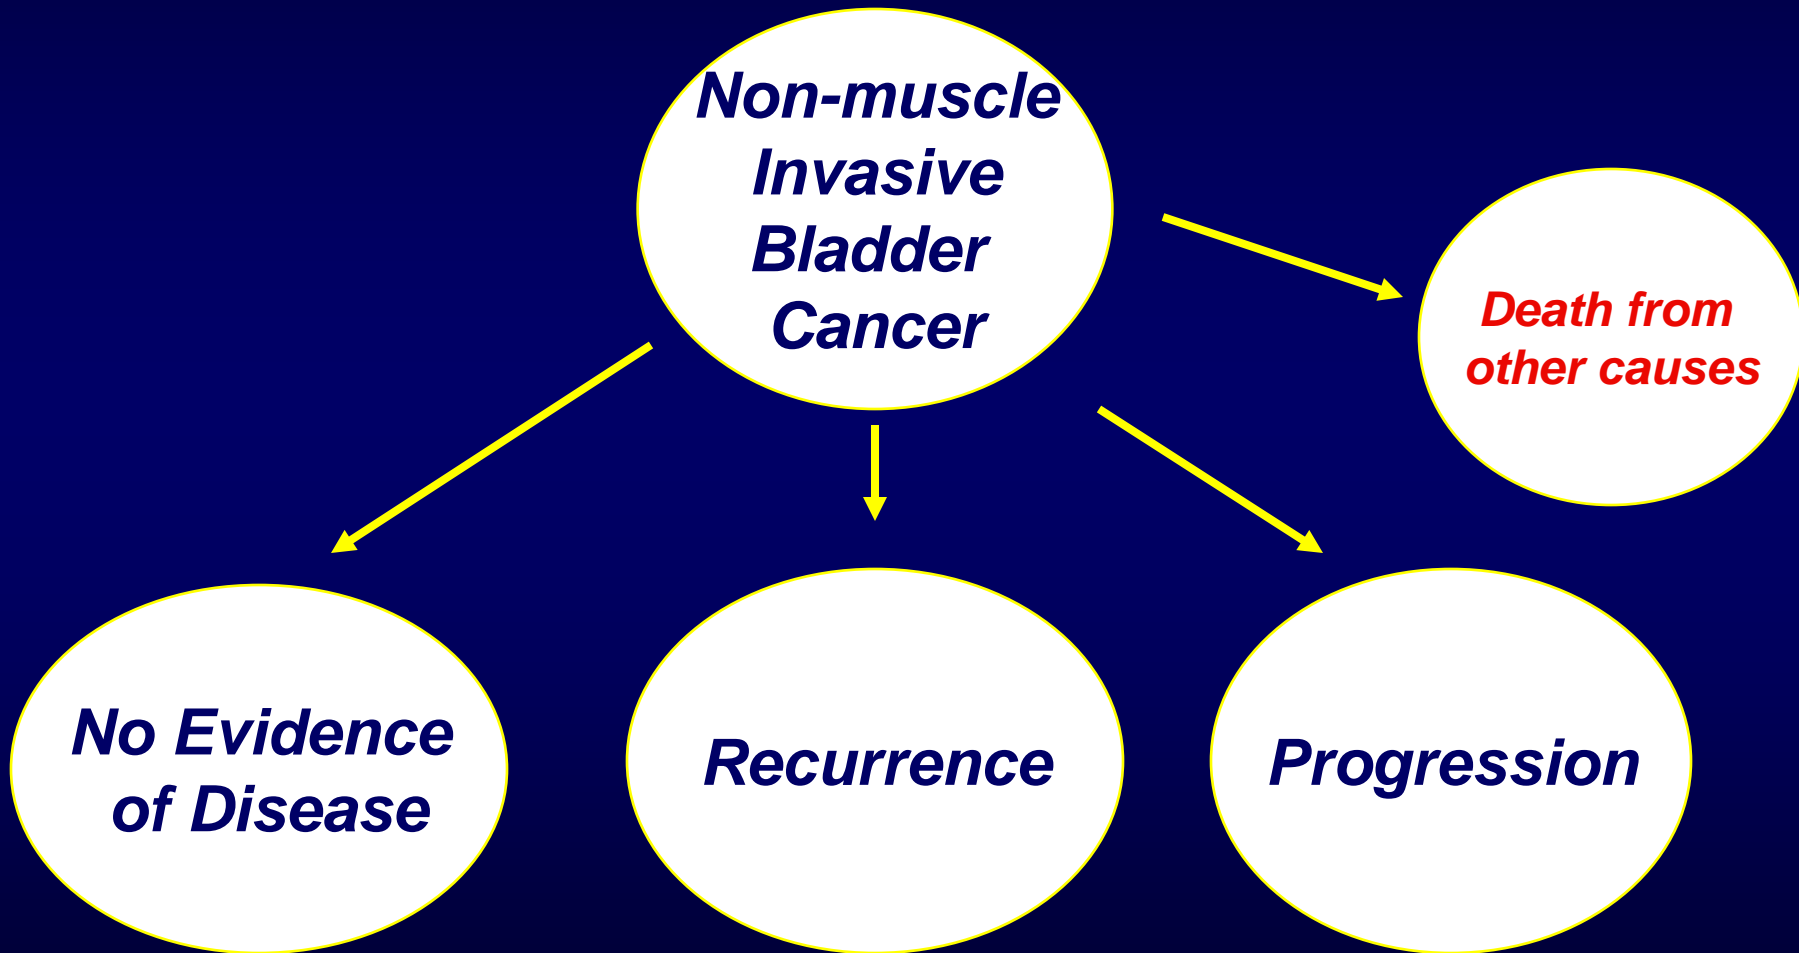 Non-muscle
Invasive
Bladder
Cancer
Death from
other causes
No Evidence
of Disease
Recurrence
Progression